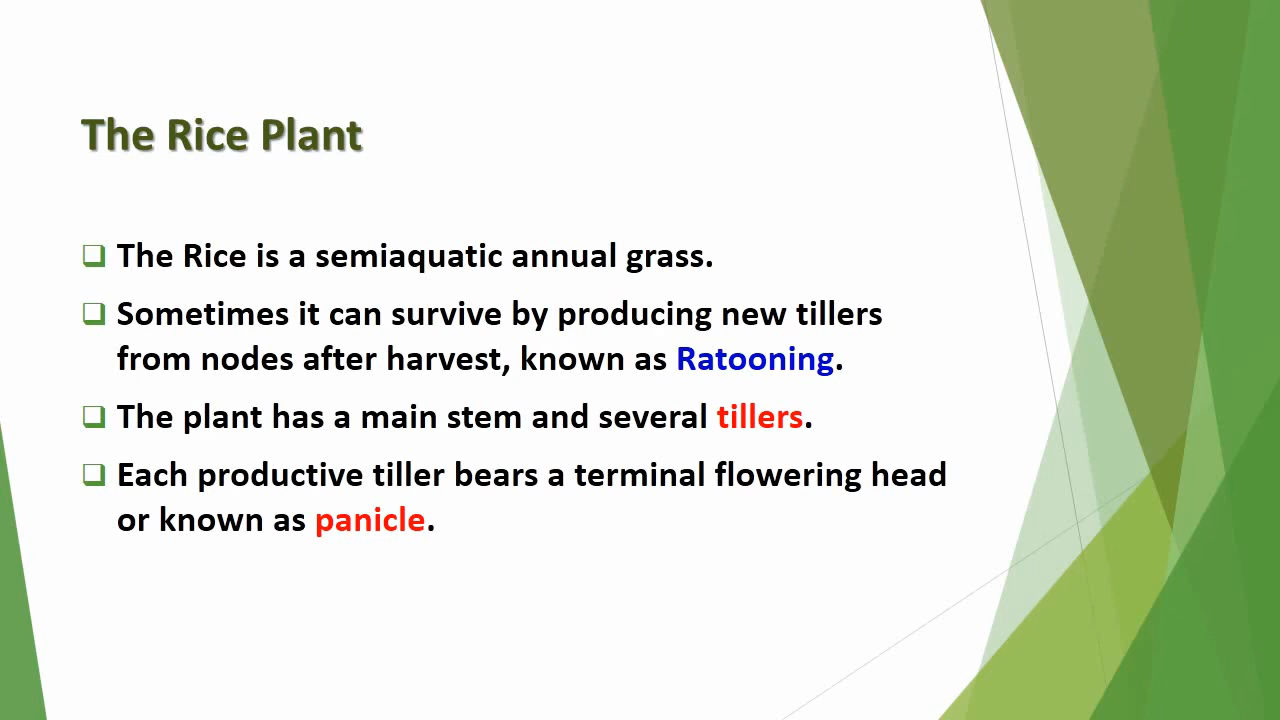 The Rice Plant
The Rice is a semiaquatic annual grass.
Sometimes it can survive by producing new tillers
from nodes after harvest, known as Ratooning.
The plant has a main stem and several tillers.
Each productive tiller bears a terminal flowering head
or known as panicle.